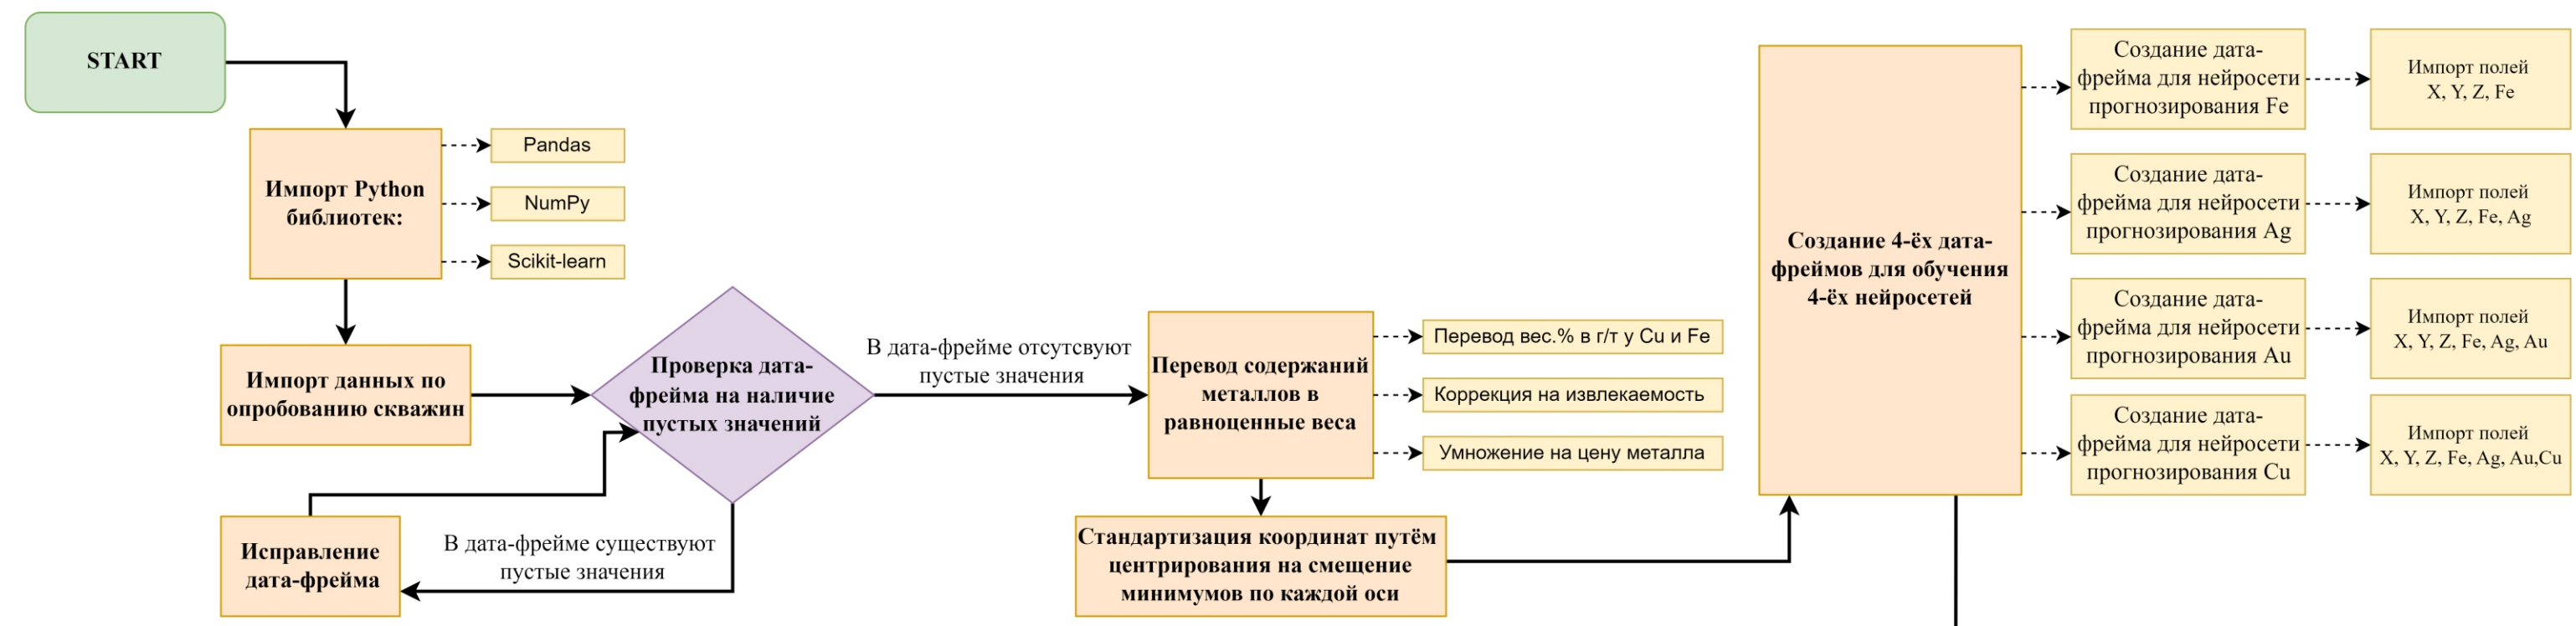 START
Импорт Python
библиотек:
Pandas
NumPy
Scikit-learn
Импорт данных по
опробованию скважин
Проверка дата-
фрейма на наличие
пустых значений
В дата-фрейме существуют
пустые значения
Исправление
дата-фрейма
В дата-фрейме отсутсвуют
пустые значения
Перевод содержаний
металлов в
равноценные веса
Перевод вес.% в г/т у Cu и Fe
Коррекция на извлекаемость
Умножение на цену металла
Стандартизация координат путём
центрирования на смещение
минимумов по каждой оси
Создание 4-ёх дата-
фреймов для обучения
4-ёх нейросетей
Создание дата-
фрейма для нейросети
прогнозирования Fe
Импорт полей
X, Y, Z, Fe
Создание дата-
фрейма для нейросети
прогнозирования Ag
Импорт полей
X, Y, Z, Fe, Ag
Создание дата-
фрейма для нейросети
прогнозирования Au
Импорт полей
X, Y, Z, Fe, Ag, Au
Создание дата-
фрейма для нейросети
прогнозирования Cu
Импорт полей
X, Y, Z, Fe, Ag, Au,Cu